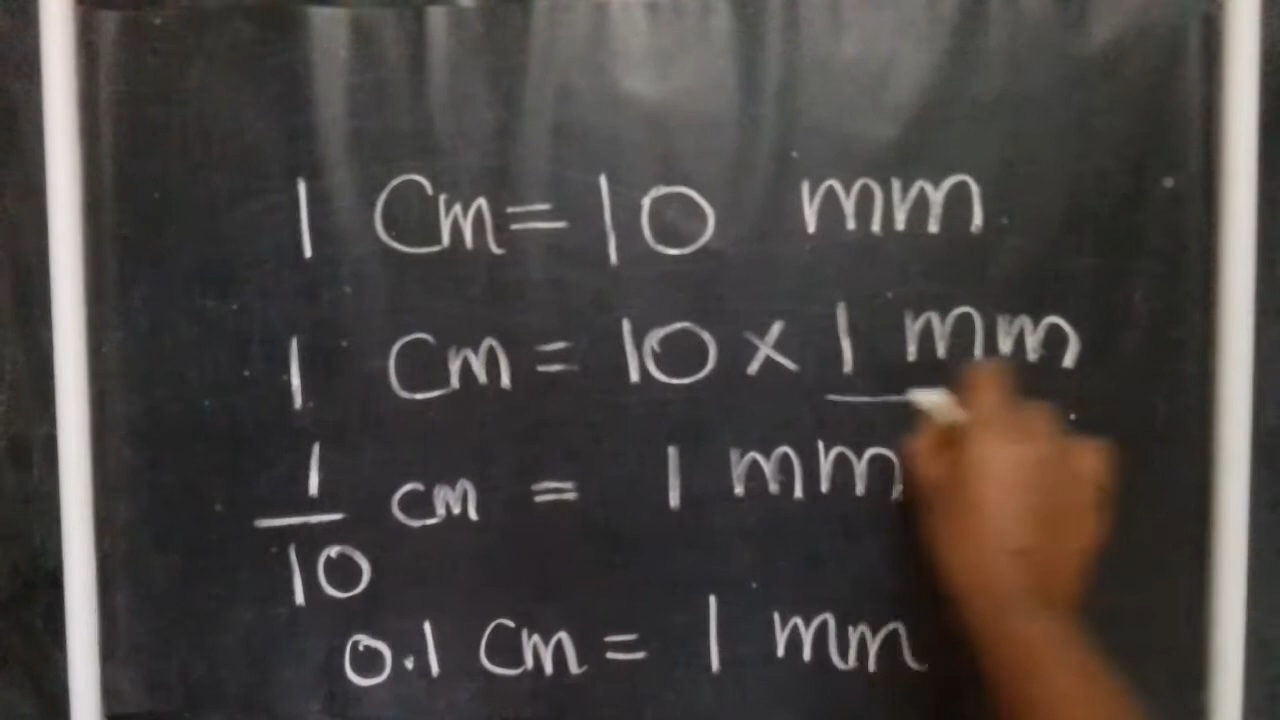 1 Cm = 10 mm
1 Cm = 10 × 1 mm
1/10 cm = 1 mm
0.1 cm = 1 mm